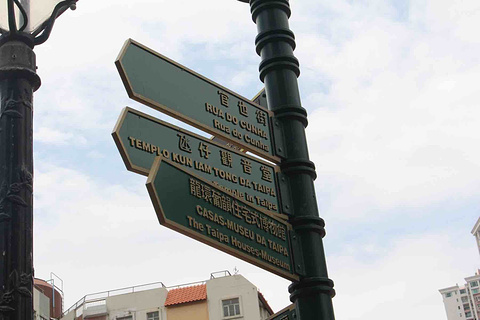 官也街
RUA DO CUNHA
Rua do Cunha
氹仔觀音堂
TEMPLO KUN IAM TONG DA TAIPA
in Taipa
龍環葡韻住宅式博物館
CASAS-MUSEU DA TAIPA
The Taipa Houses-Museum